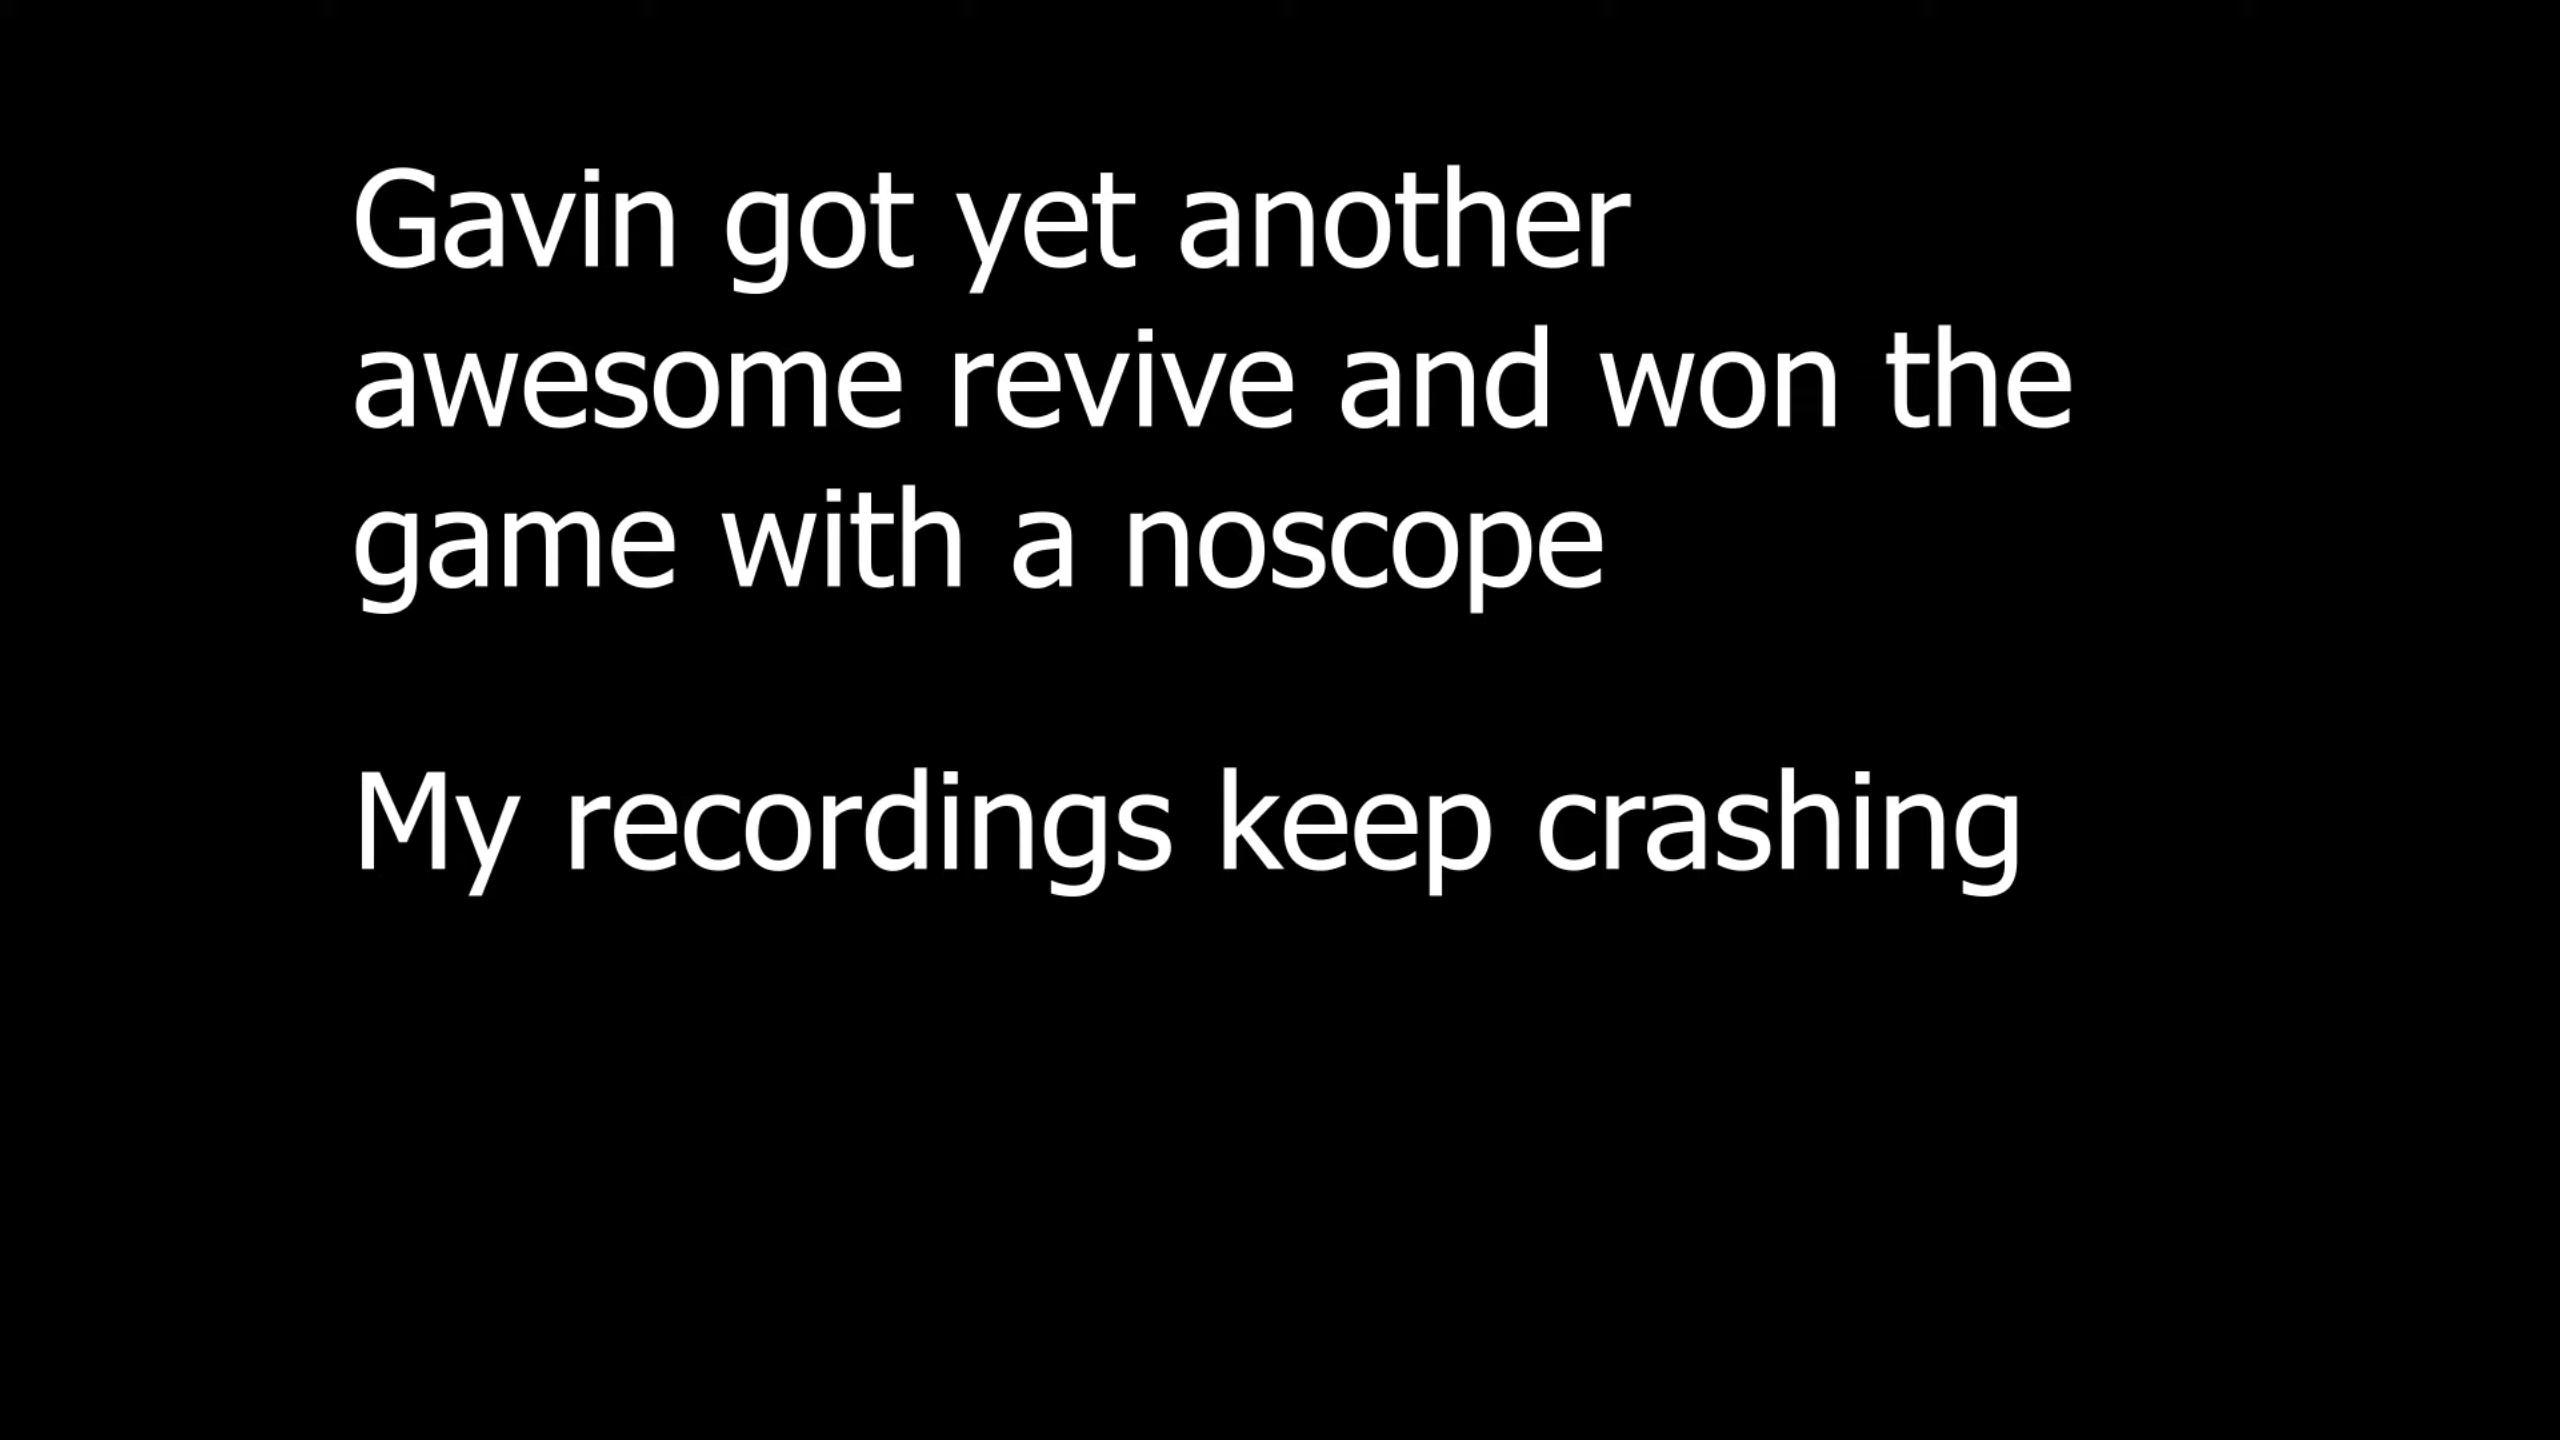 Gavin got yet another
awesome revive and won the
game with a noscope
My recordings keep crashing